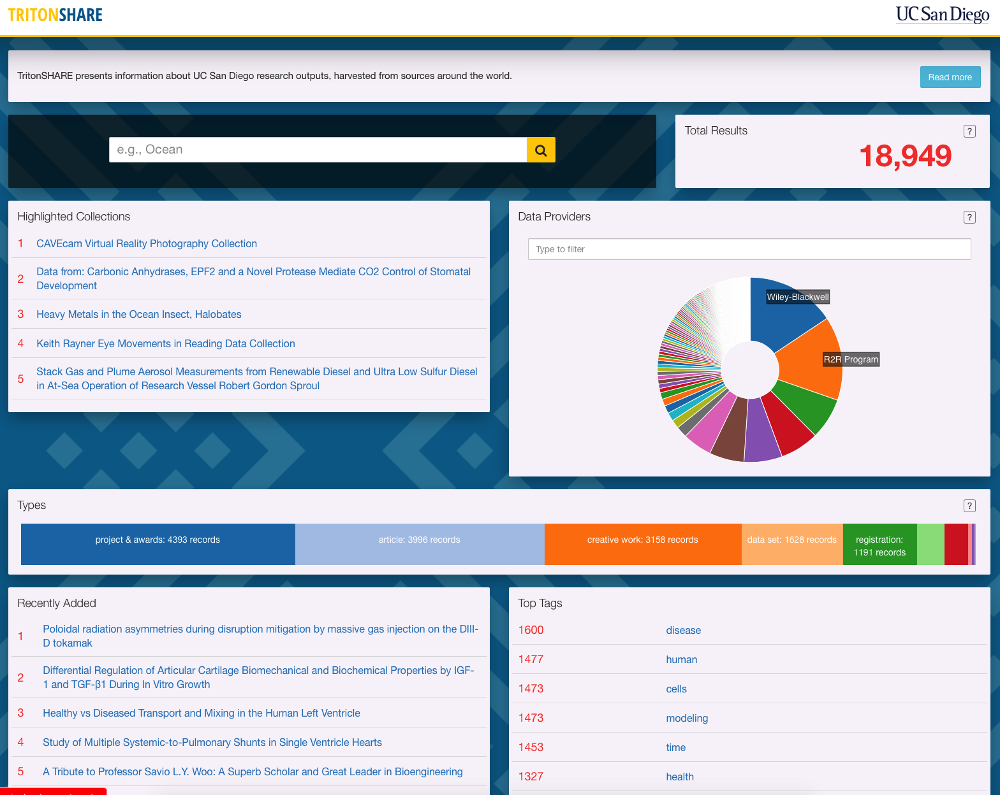 TRITONSHARE
UC San Diego
TritonSHARE presents information about UC San Diego research outputs, harvested from sources around the world.
Read more
e.g., Ocean
Total Results
?
18,949
Highlighted Collections
1 CAVEcam Virtual Reality Photography Collection
2 Data from: Carbonic Anhydrases, EPF2 and a Novel Protease Mediate CO2 Control of Stomatal
Development
3 Heavy Metals in the Ocean Insect, Halobates
4 Keith Rayner Eye Movements in Reading Data Collection
5 Stack Gas and Plume Aerosol Measurements from Renewable Diesel and Ultra Low Sulfur Diesel
in At-Sea Operation of Research Vessel Robert Gordon Sproul
Data Providers
?
Type to filter
Wiley-Blackwell
R2R Program
Types
?
project & awards: 4393 records
article: 3996 records
creative work: 3158 records
data set: 1628 records
registration:
1191 records
Recently Added
1 Poloidal radiation asymmetries during disruption mitigation by massive gas injection on the DIII-
D tokamak
2 Differential Regulation of Articular Cartilage Biomechanical and Biochemical Properties by IGF-
1 and TGF-β1 During In Vitro Growth
3 Healthy vs Diseased Transport and Mixing in the Human Left Ventricle
4 Study of Multiple Systemic-to-Pulmonary Shunts in Single Ventricle Hearts
5 A Tribute to Professor Savio L.Y. Woo: A Superb Scholar and Great Leader in Bioengineering
Top Tags
1600 disease
1477 human
1473 cells
1473 modeling
1453 time
1327 health